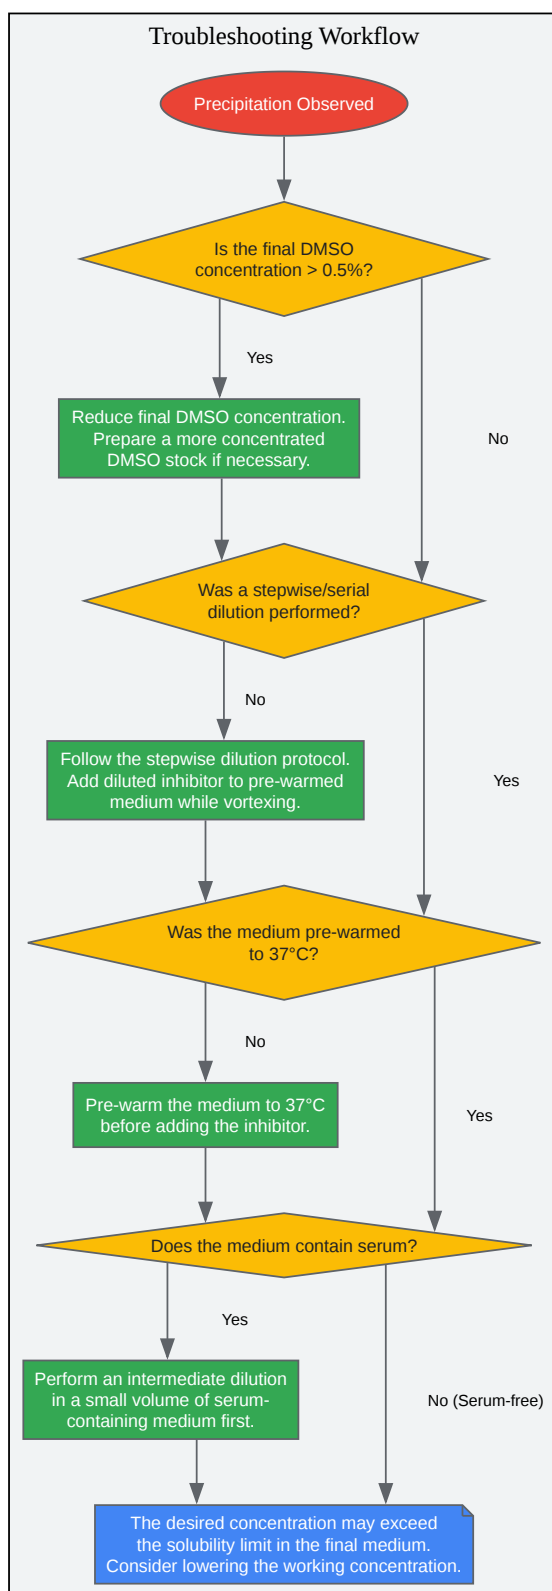 Troubleshooting Workflow
Precipitation Observed
Is the final DMSO
concentration > 0.5%?
Yes
Reduce final DMSO concentration.
Prepare a more concentrated
DMSO stock if necessary.
No
Was a stepwise/serial
dilution performed?
No
Follow the stepwise dilution protocol.
Add diluted inhibitor to pre-warmed
medium while vortexing.
Yes
Was the medium pre-warmed
to 37°C?
No
Pre-warm the medium to 37°C
before adding the inhibitor.
Yes
Does the medium contain serum?
Yes
Perform an intermediate dilution
in a small volume of serum-
containing medium first.
No (Serum-free)
The desired concentration may exceed
the solubility limit in the final medium.
Consider lowering the working concentration.